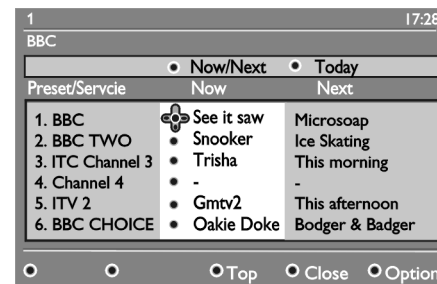 1 17:28
BBC
Now/Next Today
Preset/Servcie Now Next
1. BBC See it saw Microsoap
2. BBC TWO Snooker Ice Skating
3. ITC Channel 3 Trisha This morning
4. Channel 4 - -
5. ITV 2 Gmtv2 This afternoon
6. BBC CHOICE Oakie Doke Bodger & Badger
Top Close Option